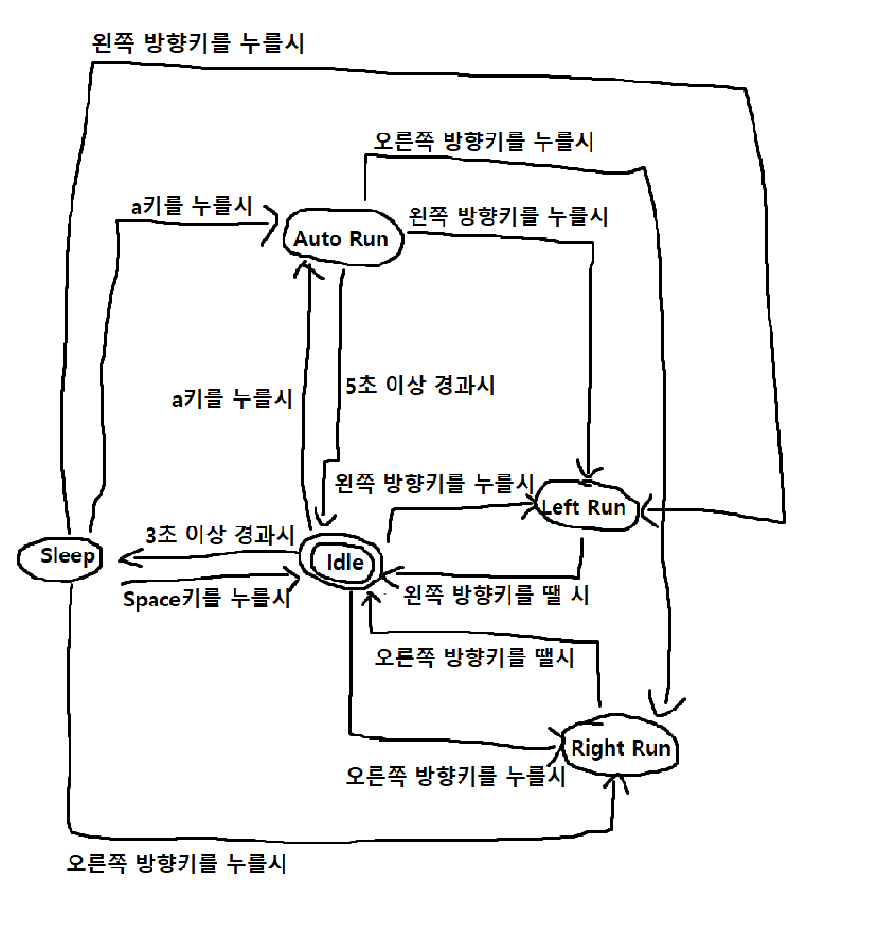 왼쪽 방향키를 누를시
오른쪽 방향키를 누를시
a키를 누를시
왼쪽 방향키를 누를시
Auto Run
a키를 누를시
5초 이상 경과시
왼쪽 방향키를 누를시
Left Run
3초 이상 경과시
Sleep
Idle
Space키를 누를시
왼쪽 방향키를 땔 시
오른쪽 방향키를 땔시
Right Run
오른쪽 방향키를 누를시
오른쪽 방향키를 누를시